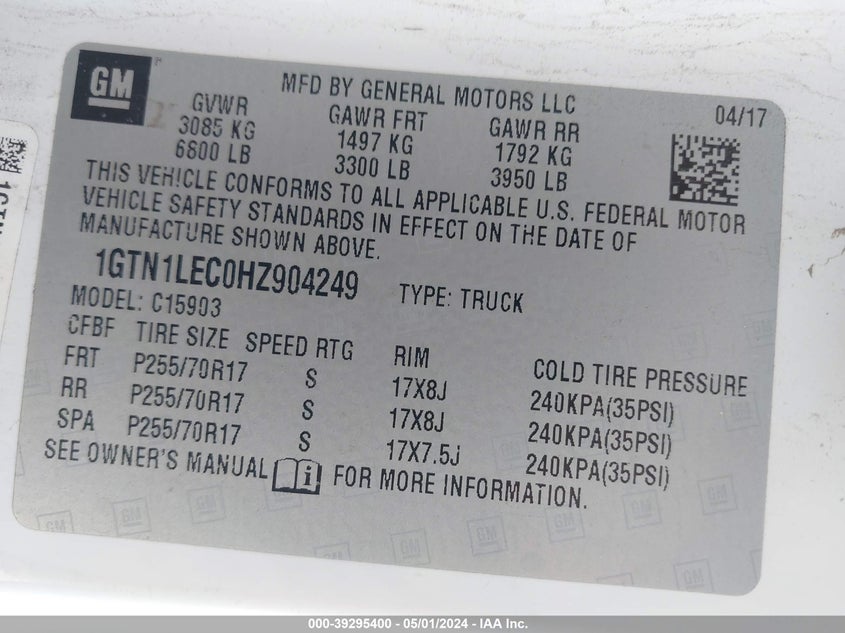 GM
MFD BY GENERAL MOTORS LLC
04/17
GVWR GAWR FRT GAWR RR
3085 KG 1497 KG 1792 KG
6800 LB 3300 LB 3950 LB
THIS VEHICLE CONFORMS TO ALL APPLICABLE U.S. FEDERAL MOTOR
VEHICLE SAFETY STANDARDS IN EFFECT ON THE DATE OF
MANUFACTURE SHOWN ABOVE.
1GTN1LEC0HZ904249 TYPE: TRUCK
MODEL: C15903
CFBF TIRE SIZE SPEED RTG RIM COLD TIRE PRESSURE
FRT P255/70R17 S 17X8J 240KPA(35PSI)
RR P255/70R17 S 17X8J 240KPA(35PSI)
SPA P255/70R17 S 17X7.5J 240KPA(35PSI)
SEE OWNER'S MANUAL i FOR MORE INFORMATION.
000-39295400 - 05/01/2024 - IAA Inc.